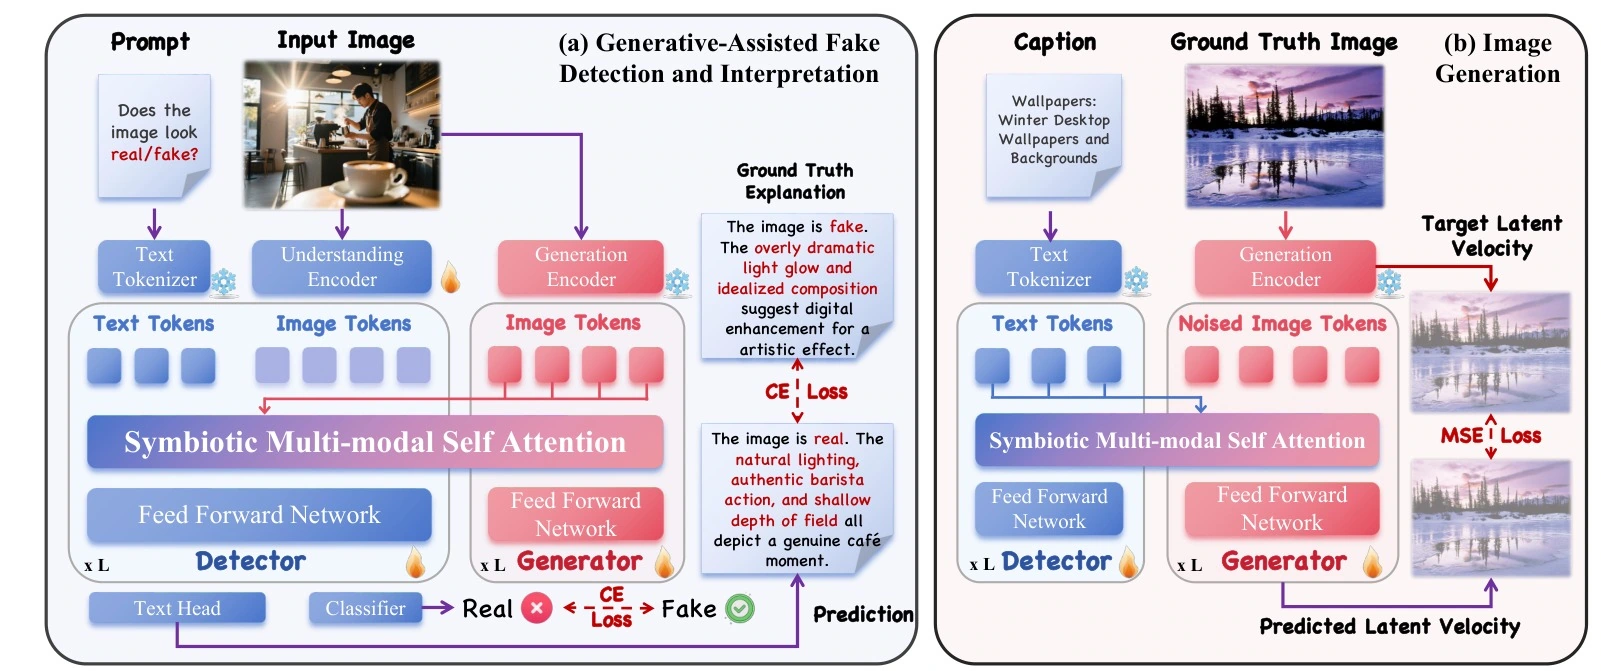 Prompt
Input Image
(a) Generative-Assisted Fake
Detection and Interpretation
Does the
image look
real/fake?
Ground Truth
Explanation
Text
Tokenizer
Understanding
Encoder
Generation
Encoder
The image is fake.
The overly dramatic
light glow and
idealized composition
suggest digital
enhancement for a
artistic effect.
Text Tokens
Image Tokens
Image Tokens
CE Loss
Symbiotic Multi-modal Self Attention
The image is real. The
natural lighting,
authentic barista
action, and shallow
depth of field all
depict a genuine café
moment.
Feed Forward Network
Feed Forward
Network
x L
Detector
x L
Generator
Text Head
Classifier
Real
CE
Loss
Fake
Prediction
Caption
Ground Truth Image
(b) Image
Generation
Wallpapers:
Winter Desktop
Wallpapers and
Backgrounds
Text
Tokenizer
Generation
Encoder
Target Latent
Velocity
Text Tokens
Noised Image Tokens
Symbiotic Multi-modal Self Attention
MSE Loss
Feed Forward
Network
Feed Forward
Network
x L
Detector
x L
Generator
Predicted Latent Velocity